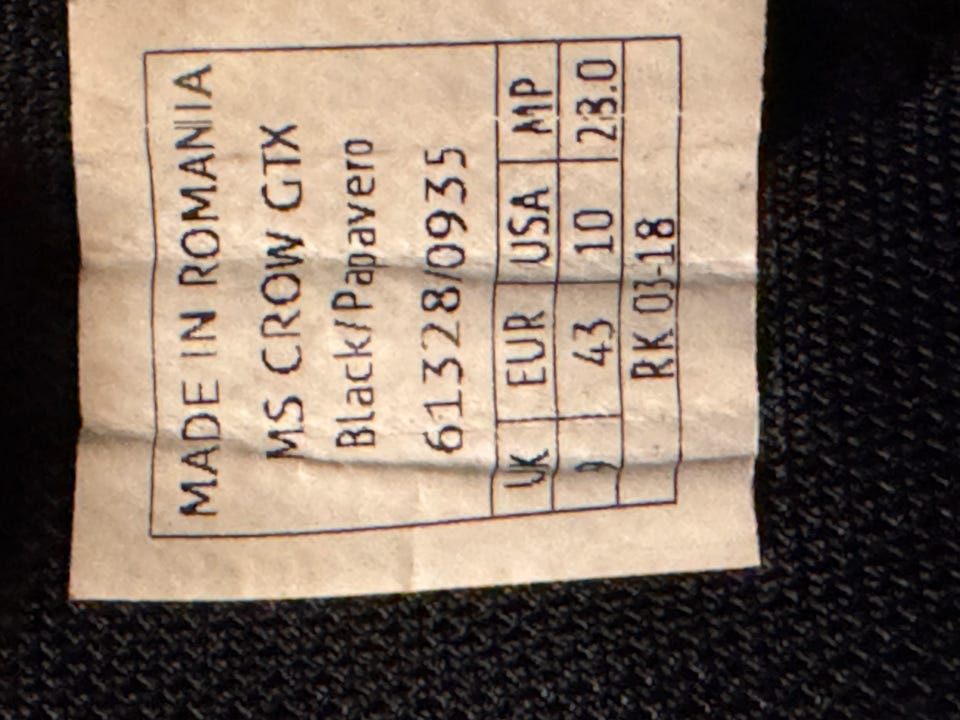 MADE IN ROMANIA
MS CROW GTX
Black/Papavero
61328/0935
UK EUR USA MP
9 43 10 28.0
RK 03-18